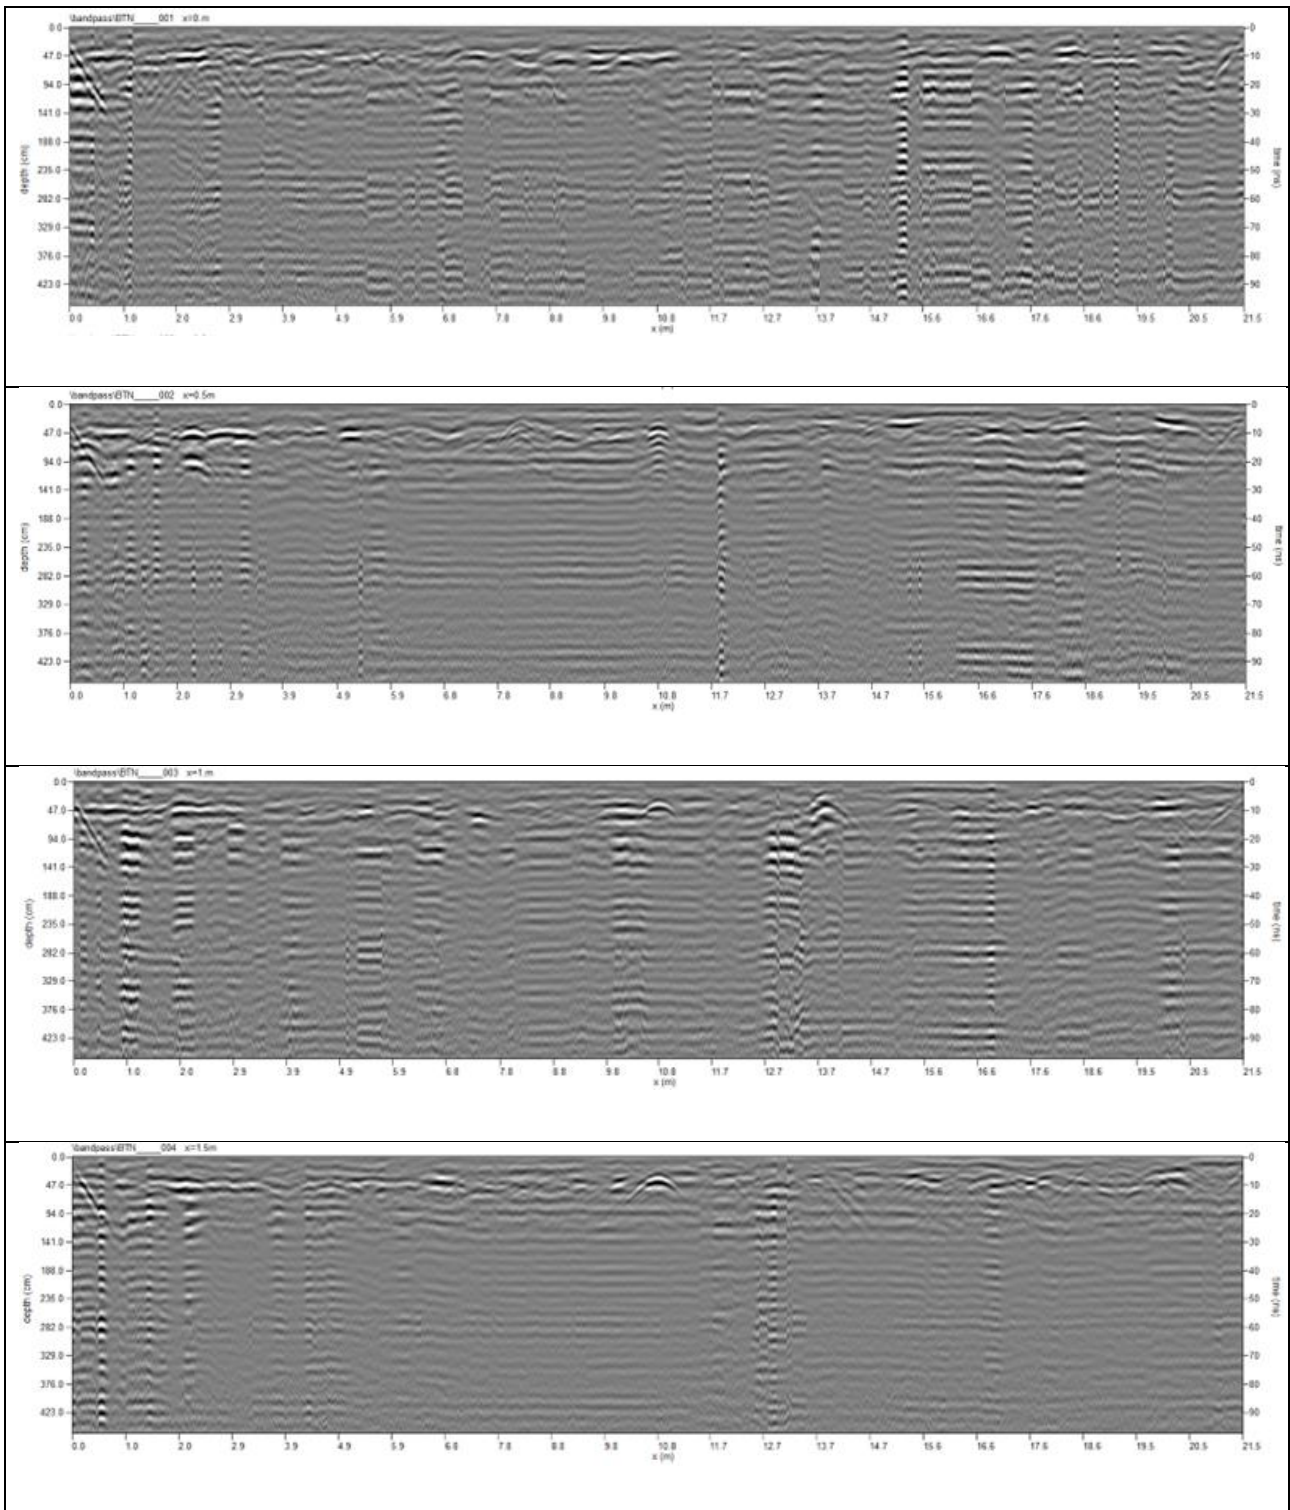 \bandpass\BTN____001 x=0.m
0.0 47.0 94.0 141.0 188.0 235.0 282.0 329.0 376.0 423.0
depth (cm)
0 10 20 30 40 50 60 70 80 90
time (ns)
0.0 1.0 2.0 2.9 3.9 4.9 5.9 6.8 7.8 8.8 9.8 10.8 11.7 12.7 13.7 14.7 15.6 16.6 17.6 18.6 19.5 20.5 21.5
x (m)
\bandpass\BTN____002 x=0.5m
0.0 47.0 94.0 141.0 188.0 235.0 282.0 329.0 376.0 423.0
depth (cm)
0 10 20 30 40 50 60 70 80 90
time (ns)
0.0 1.0 2.0 2.9 3.9 4.9 5.9 6.8 7.8 8.8 9.8 10.8 11.7 12.7 13.7 14.7 15.6 16.6 17.6 18.6 19.5 20.5 21.5
x (m)
\bandpass\BTN____003 x=1.m
0.0 47.0 94.0 141.0 188.0 235.0 282.0 329.0 376.0 423.0
depth (cm)
0 10 20 30 40 50 60 70 80 90
time (ns)
0.0 1.0 2.0 2.9 3.9 4.9 5.9 6.8 7.8 8.8 9.8 10.8 11.7 12.7 13.7 14.7 15.6 16.6 17.6 18.6 19.5 20.5 21.5
x (m)
\bandpass\BTN____004 x=1.5m
0.0 47.0 94.0 141.0 188.0 235.0 282.0 329.0 376.0 423.0
depth (cm)
0 10 20 30 40 50 60 70 80 90
time (ns)
0.0 1.0 2.0 2.9 3.9 4.9 5.9 6.8 7.8 8.8 9.8 10.8 11.7 12.7 13.7 14.7 15.6 16.6 17.6 18.6 19.5 20.5 21.5
x (m)